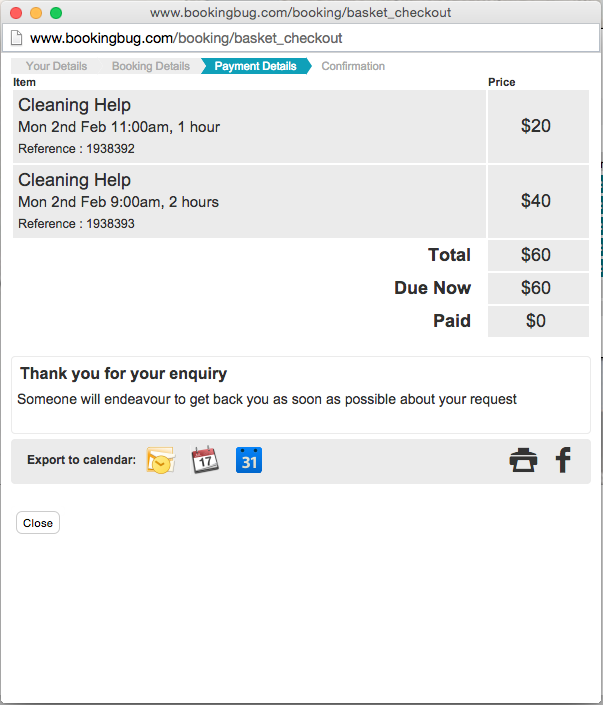 www.bookingbug.com/booking/basket_checkout
www.bookingbug.com/booking/basket_checkout
Your Details Booking Details Payment Details Confirmation
Item Price
Cleaning Help
Mon 2nd Feb 11:00am, 1 hour
Reference : 1938392
$20
Cleaning Help
Mon 2nd Feb 9:00am, 2 hours
Reference : 1938393
$40
Total $60
Due Now $60
Paid $0
Thank you for your enquiry
Someone will endeavour to get back you as soon as possible about your request
Export to calendar: 17 31 f
Close